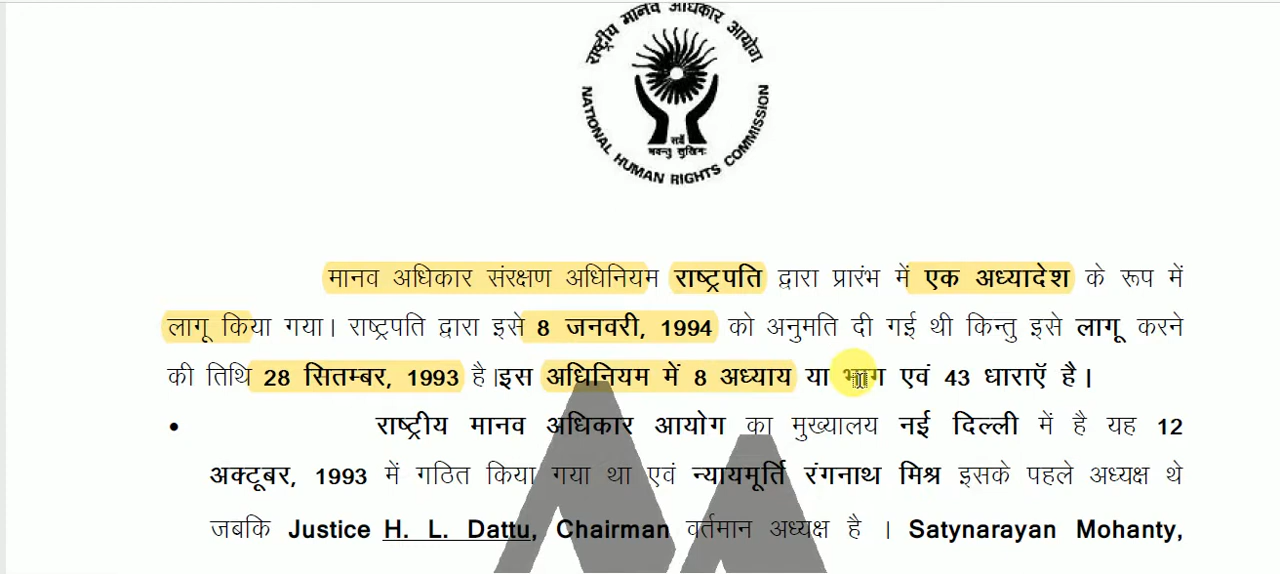 राष्ट्रीय मानव अधिकार आयोग
सर्वे
भवन्तु सुखिनः
NATIONAL HUMAN RIGHTS COMMISSION
मानव अधिकार संरक्षण अधिनियम राष्ट्रपति द्वारा प्रारंभ में एक अध्यादेश के रूप में
लागू किया गया। राष्ट्रपति द्वारा इसे 8 जनवरी, 1994 को अनुमति दी गई थी किन्तु इसे लागू करने
की तिथि 28 सितम्बर, 1993 है।इस अधिनियम में 8 अध्याय या भाग एवं 43 धाराऍ है।
• राष्ट्रीय मानव अधिकार आयोग का मुख्यालय नई दिल्ली में है यह 12
अक्टूबर, 1993 में गठित किया गया था एवं न्यायमूर्ति रंगनाथ मिश्र इसके पहले अध्यक्ष थे
जबकि Justice H. L. Dattu, Chairman वर्तमान अध्यक्ष है । Satynarayan Mohanty,